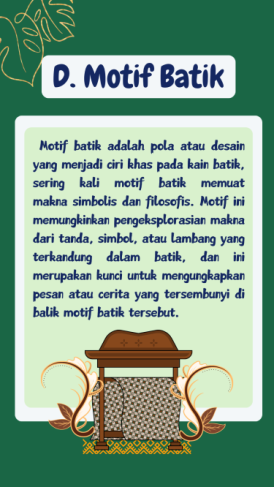 D. Motif Batik
Motif batik adalah pola atau desain
yang menjadi ciri khas pada kain batik,
sering kali motif batik memuat
makna simbolis dan filosofis. Motif ini
memungkinkan pengeksplorasian makna
dari tanda, simbol, atau lambang yang
terkandung dalam batik, dan ini
merupakan kunci untuk mengungkapkan
pesan atau cerita yang tersembunyi di
balik motif batik tersebut.